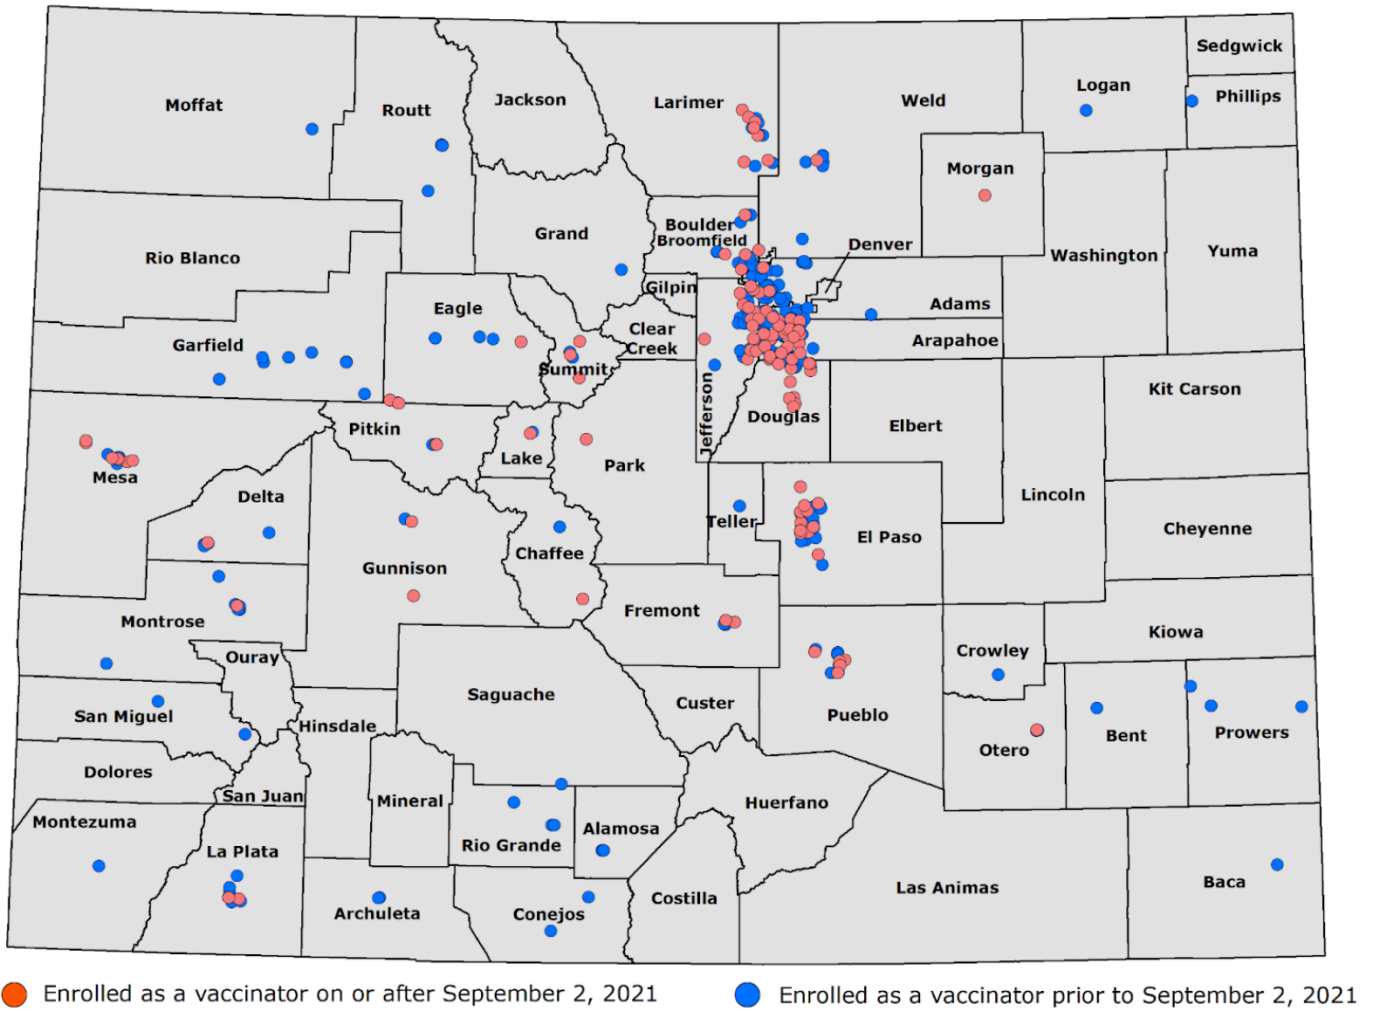 Sedgwick
Moffat
Routt
Jackson
Larimer
Weld
Logan
Phillips
Morgan
Boulder
Broomfield
Grand
Denver
Washington
Yuma
Rio Blanco
Gilpin
Eagle
Adams
Clear
Creek
Arapahoe
Garfield
Summit
Kit Carson
Jefferson
Douglas
Elbert
Pitkin
Lake
Park
Mesa
Delta
Lincoln
Teller
El Paso
Cheyenne
Chaffee
Gunnison
Fremont
Montrose
Kiowa
Ouray
Crowley
Saguache
Custer
San Miguel
Hinsdale
Pueblo
Otero
Bent
Prowers
Dolores
San Juan
Mineral
Huerfano
Montezuma
Alamosa
Rio Grande
La Plata
Las Animas
Baca
Costilla
Archuleta
Conejos
Enrolled as a vaccinator on or after September 2, 2021
Enrolled as a vaccinator prior to September 2, 2021